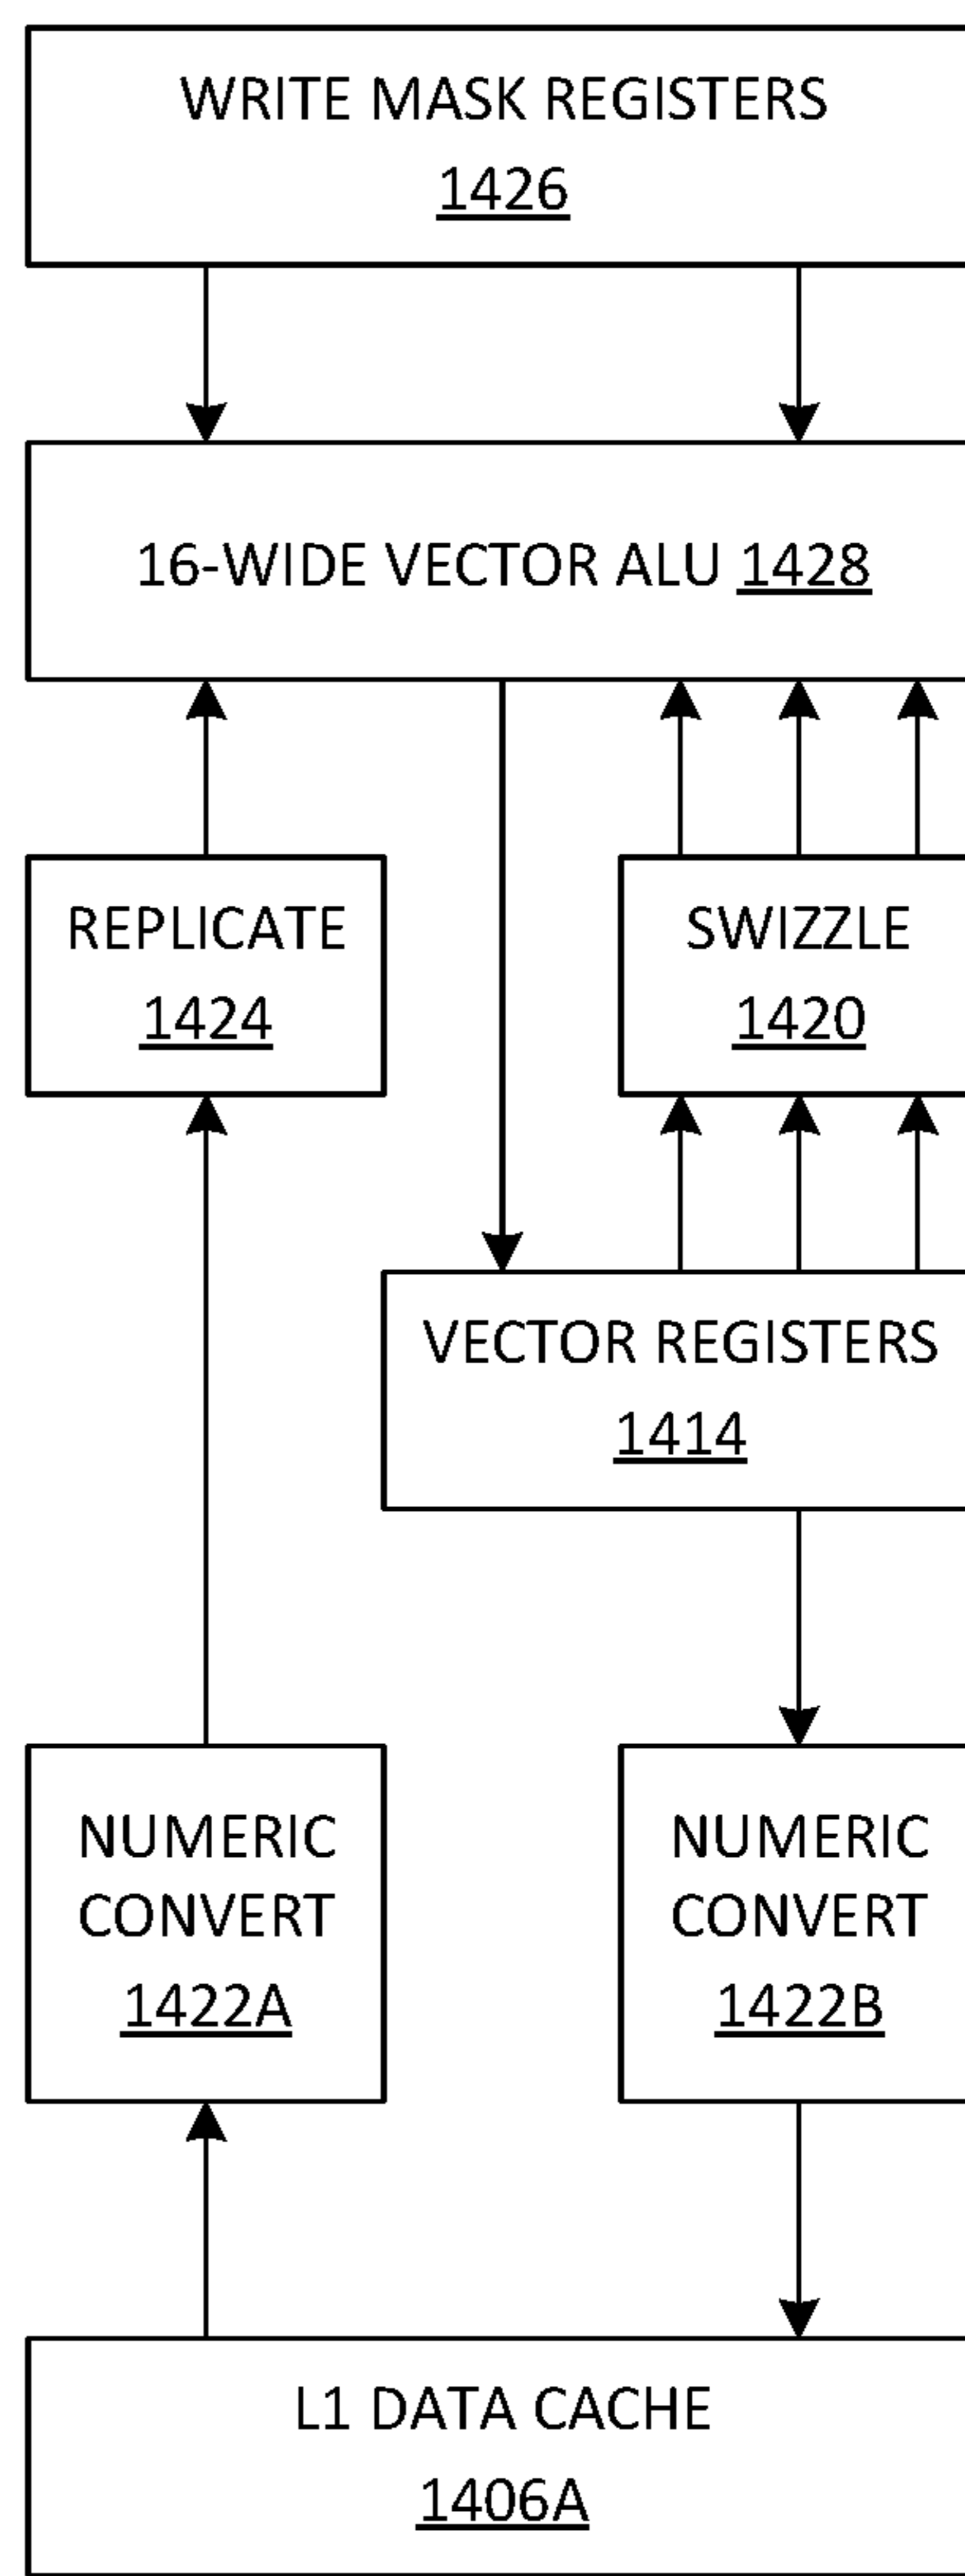 WRITE MASK REGISTERS
1426
16-WIDE VECTOR ALU 1428
REPLICATE
1424
SWIZZLE
1420
VECTOR REGISTERS
1414
NUMERIC
CONVERT
1422A
NUMERIC
CONVERT
1422B
L1 DATA CACHE
1406A